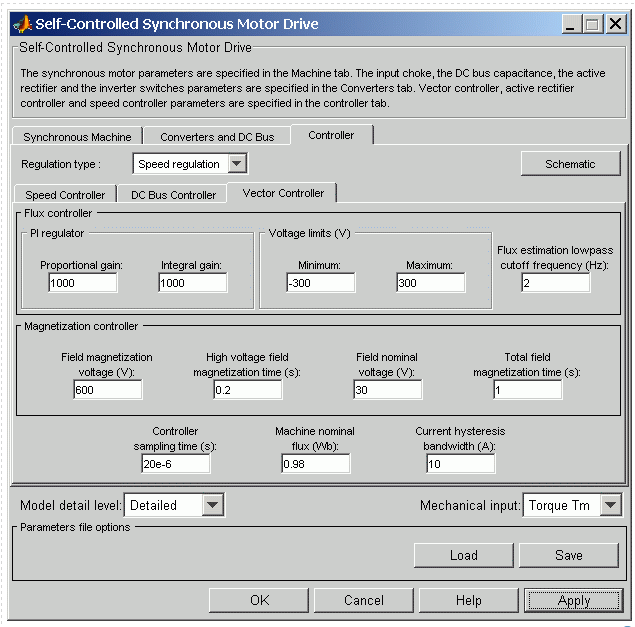 Self-Controlled Synchronous Motor Drive
Self-Controlled Synchronous Motor Drive
The synchronous motor parameters are specified in the Machine tab. The input choke, the DC bus capacitance, the active
rectifier and the inverter switches parameters are specified in the Converters tab. Vector controller, active rectifier
controller and speed controller parameters are specified in the controller tab.
Synchronous Machine Converters and DC Bus Controller
Regulation type : Speed regulation Schematic
Speed Controller DC Bus Controller Vector Controller
Flux controller
PI regulator Voltage limits (V)
Flux estimation lowpass
Proportional gain: Integral gain: Minimum: Maximum: cutoff frequency (Hz):
1000 1000 -300 300 2
Magnetization controller
Field magnetization High voltage field Field nominal Total field
voltage (V): magnetization time (s): voltage (V): magnetization time (s):
600 0.2 30 1
Controller Machine nominal Current hysteresis
sampling time (s): flux (Wb): bandwidth (A):
20e-6 0.98 10
Model detail level: Detailed Mechanical input: Torque Tm
Parameters file options
Load Save
OK Cancel Help Apply